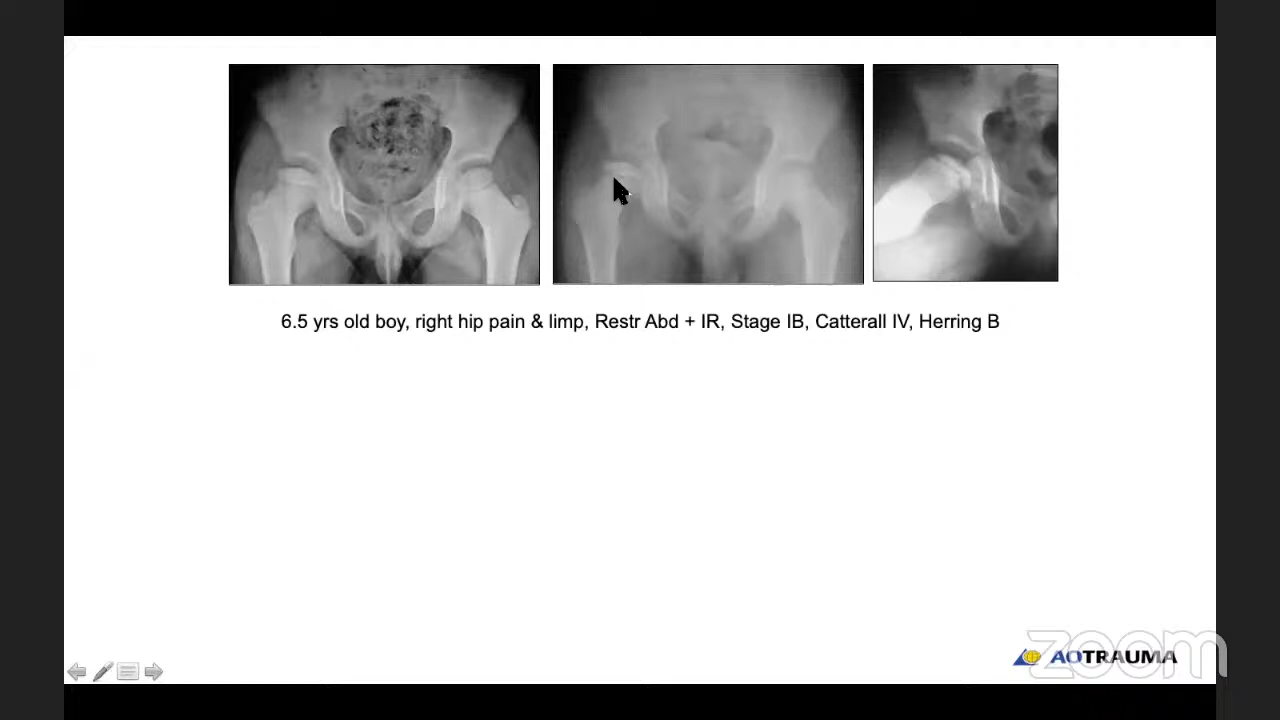 6.5 yrs old boy, right hip pain & limp, Restr Abd + IR, Stage IB, Catterall IV, Herring B
AOTRAUMA
zoom